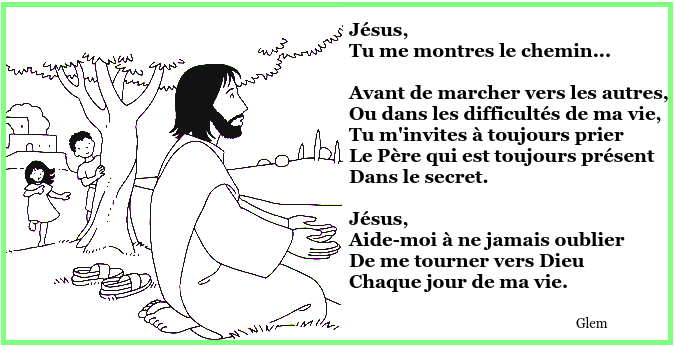 Jésus,
Tu me montres le chemin...
Avant de marcher vers les autres,
Ou dans les difficultés de ma vie,
Tu m'invites à toujours prier
Le Père qui est toujours présent
Dans le secret.
Jésus,
Aide-moi à ne jamais oublier
De me tourner vers Dieu
Chaque jour de ma vie.
Glem